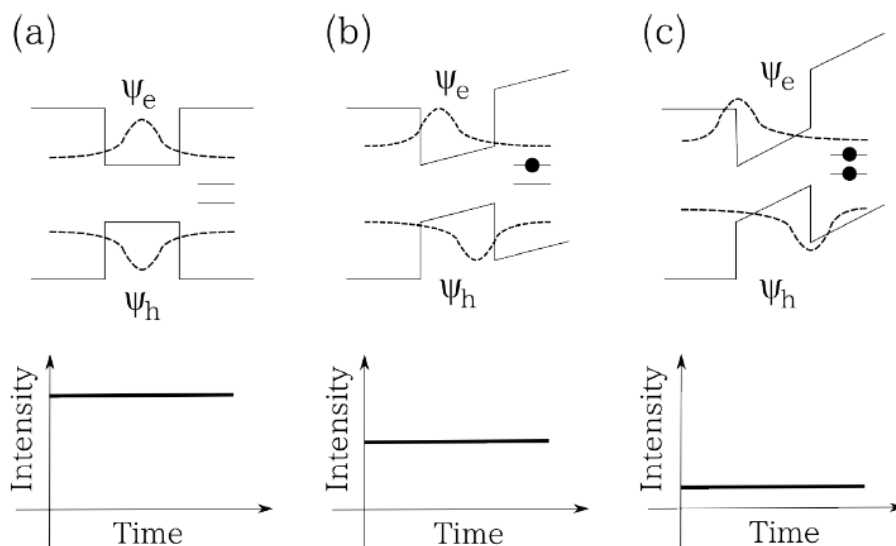 (a)
(b)
(c)
ψe
ψe
ψe
ψh
ψh
ψh
Intensity
Time
Intensity
Time
Intensity
Time